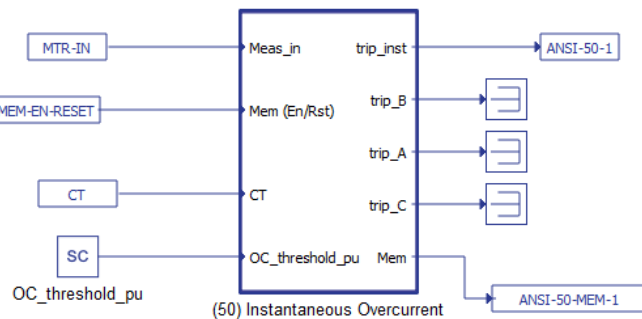 MTR-IN
Meas_in
trip_inst
ANSI-50-1
trip_B
MEM-EN-RESET
Mem (En/Rst)
trip_A
CT
CT
trip_C
SC
OC_threshold_pu
Mem
OC_threshold_pu
ANSI-50-MEM-1
(50) Instantaneous Overcurrent